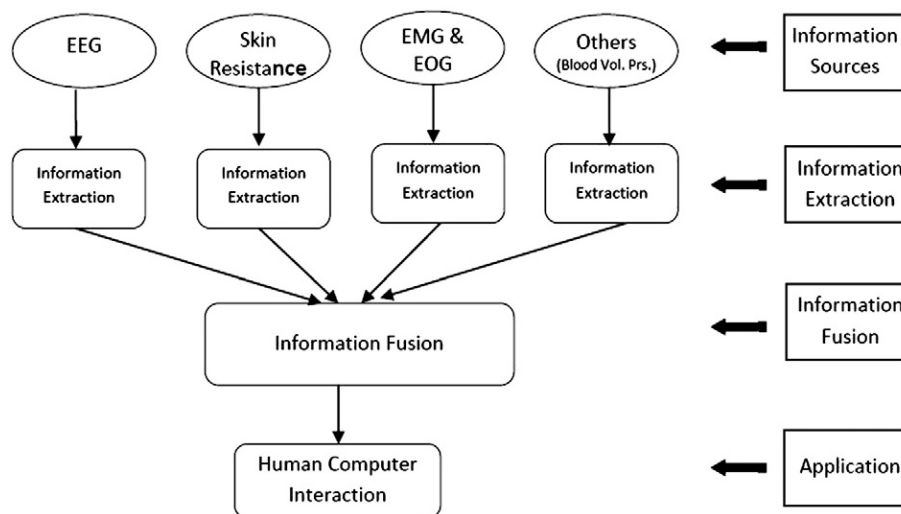 EEG
Skin
Resistance
EMG &
EOG
Others
(Blood Vol. Prs.)
Information
Sources
Information
Extraction
Information
Extraction
Information
Extraction
Information
Extraction
Information
Extraction
Information Fusion
Information
Fusion
Human Computer
Interaction
Application